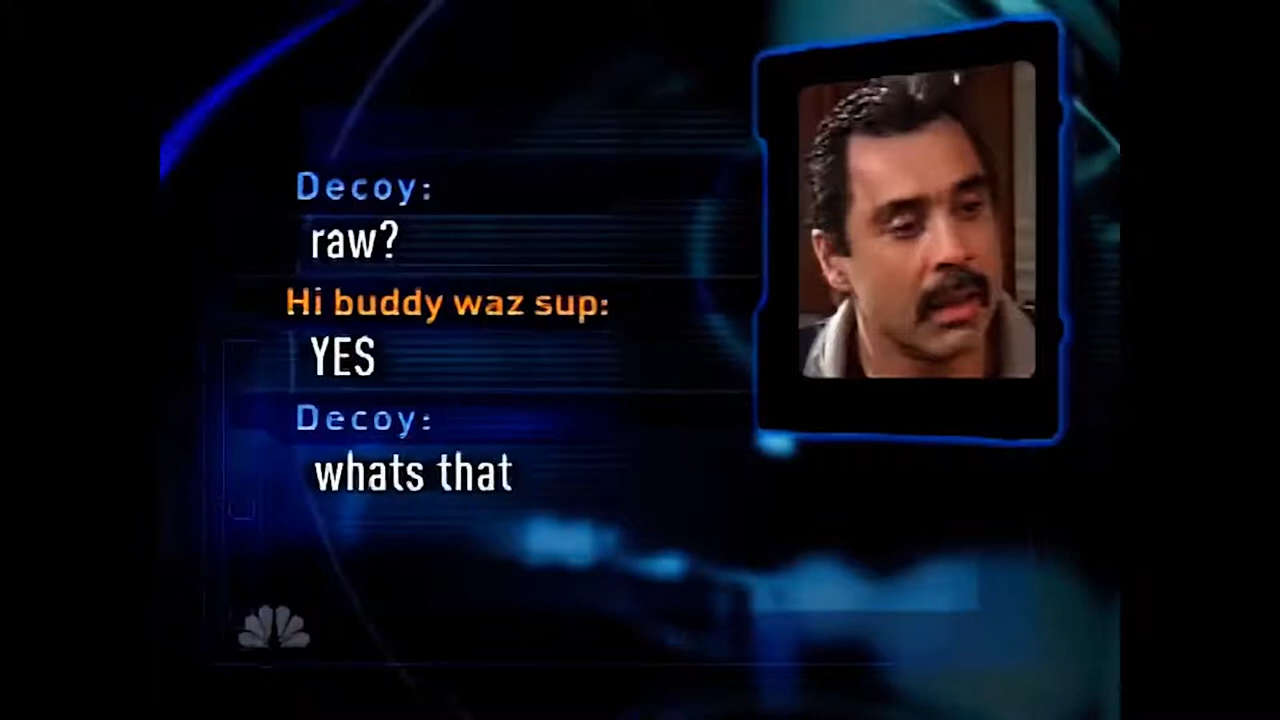 Decoy:
raw?
Hi buddy waz sup:
YES
Decoy:
whats that